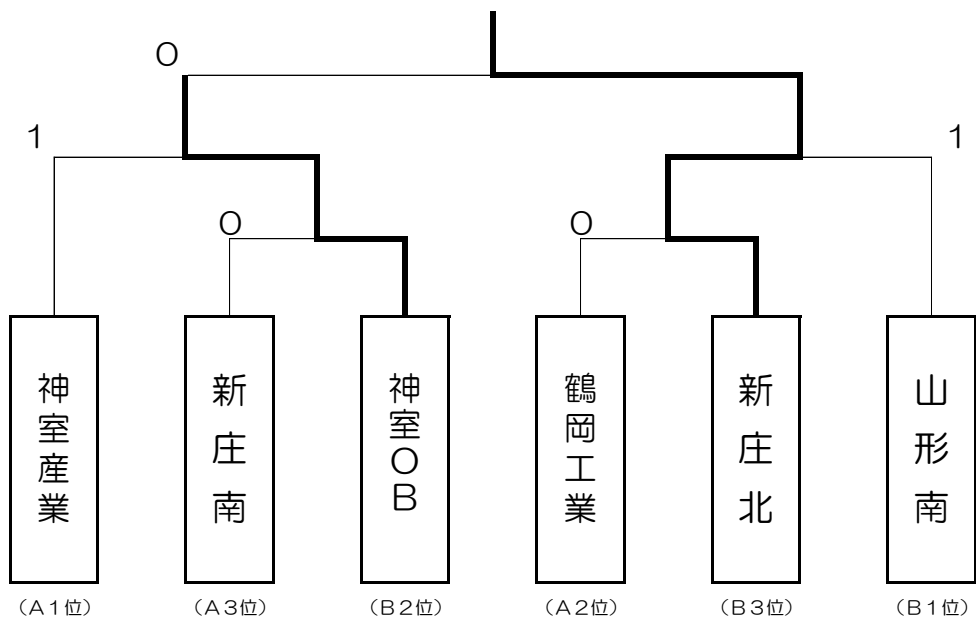 0
1
1
0
0
神室産業
新庄南
神室OB
鶴岡工業
新庄北
山形南
(A1位)
(A3位)
(B2位)
(A2位)
(B3位)
(B1位)